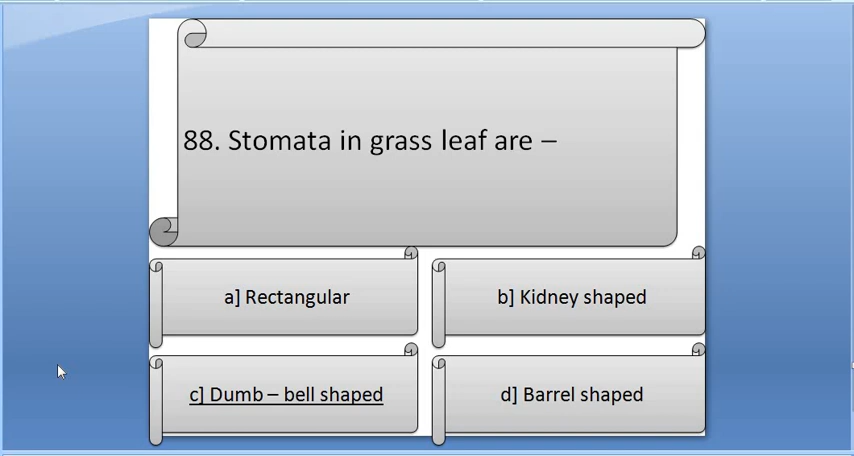 88. Stomata in grass leaf are –
a] Rectangular
b] Kidney shaped
c] Dumb – bell shaped
d] Barrel shaped